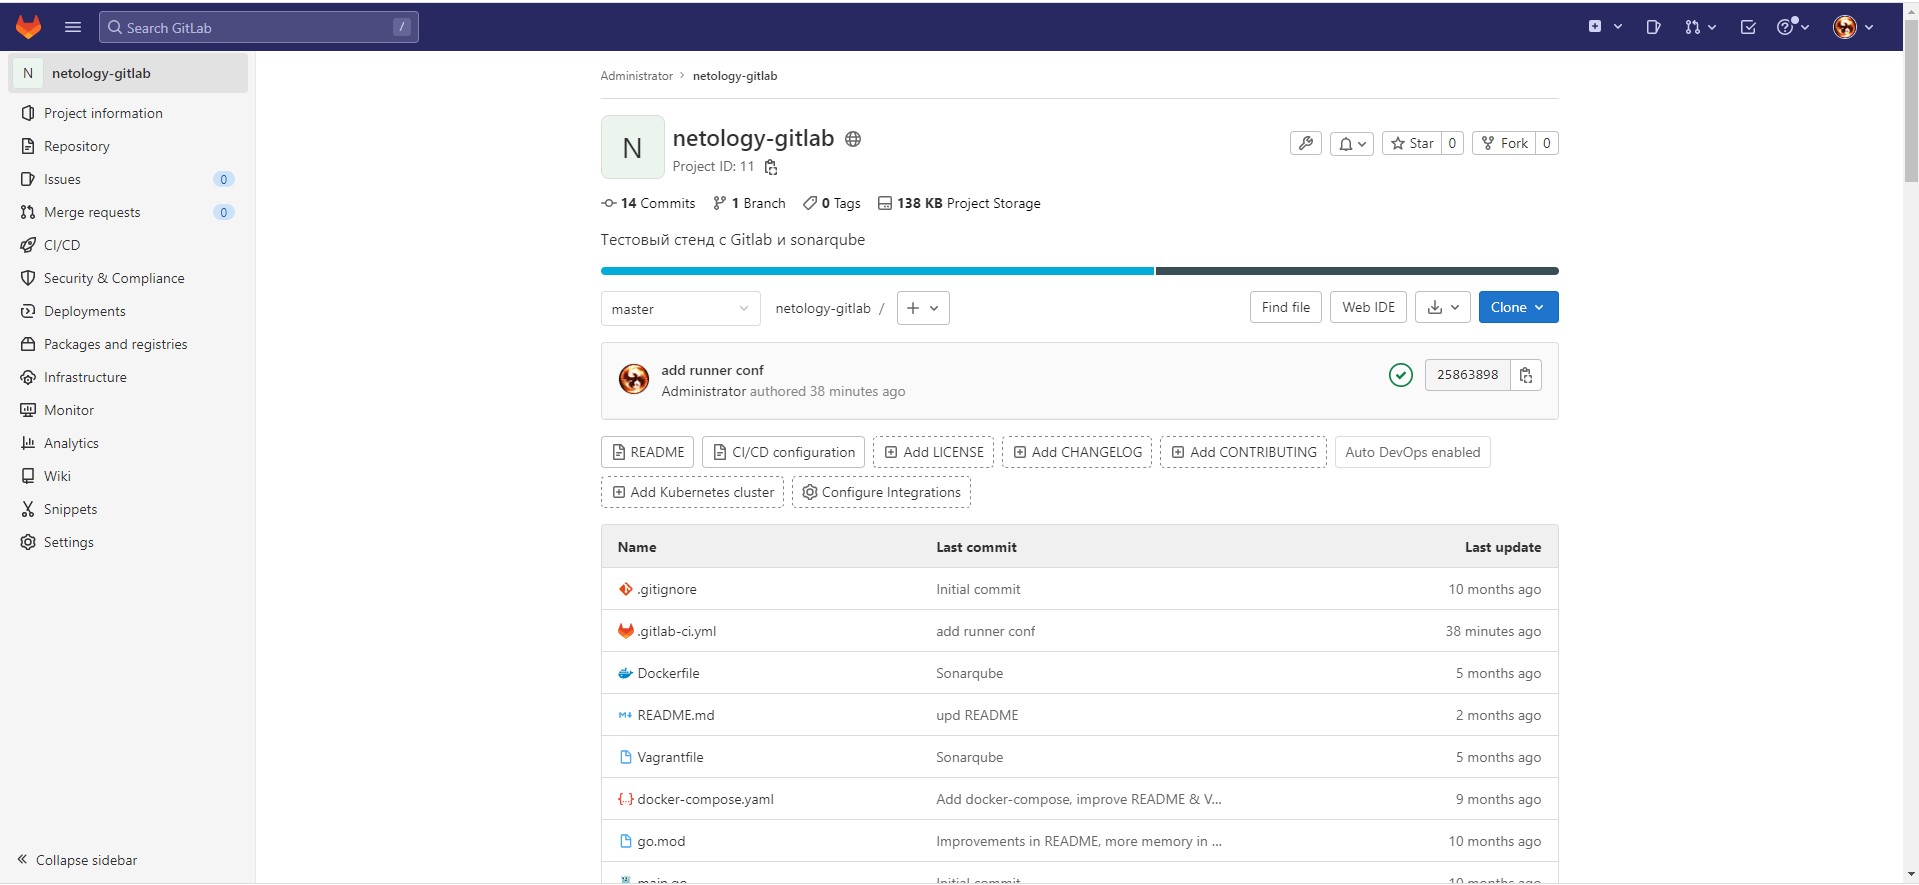 Search GitLab /
N netology-gitlab
Project information
Repository
Issues 0
Merge requests 0
CI/CD
Security & Compliance
Deployments
Packages and registries
Infrastructure
Monitor
Analytics
Wiki
Snippets
Settings
Collapse sidebar
Administrator › netology-gitlab
N
netology-gitlab
Project ID: 11
Star 0 Fork 0
14 Commits 1 Branch 0 Tags 138 KB Project Storage
Тестовый стенд с Gitlab и sonarqube
master netology-gitlab / + Find file Web IDE Clone
add runner conf
Administrator authored 38 minutes ago
25863898
README CI/CD configuration Add LICENSE Add CHANGELOG Add CONTRIBUTING Auto DevOps enabled
Add Kubernetes cluster Configure Integrations
Name Last commit Last update
.gitignore Initial commit 10 months ago
.gitlab-ci.yml add runner conf 38 minutes ago
Dockerfile Sonarqube 5 months ago
README.md upd README 2 months ago
Vagrantfile Sonarqube 5 months ago
docker-compose.yaml Add docker-compose, improve README & V... 9 months ago
go.mod Improvements in README, more memory in ... 10 months ago
main.go Initial commit 10 months ago